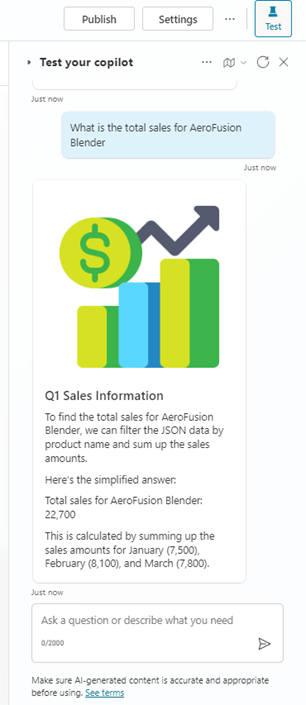 Publish
Settings
Test
Test your copilot
Just now
What is the total sales for AeroFusion
Blender
Just now
$
Q1 Sales Information
To find the total sales for AeroFusion
Blender, we can filter the JSON data by
product name and sum up the sales
amounts.
Here's the simplified answer:
Total sales for AeroFusion Blender:
22,700
This is calculated by summing up the
sales amounts for January (7,500),
February (8,100), and March (7,800).
Just now
Ask a question or describe what you need
0/2000
Make sure AI-generated content is accurate and appropriate
before using. See terms